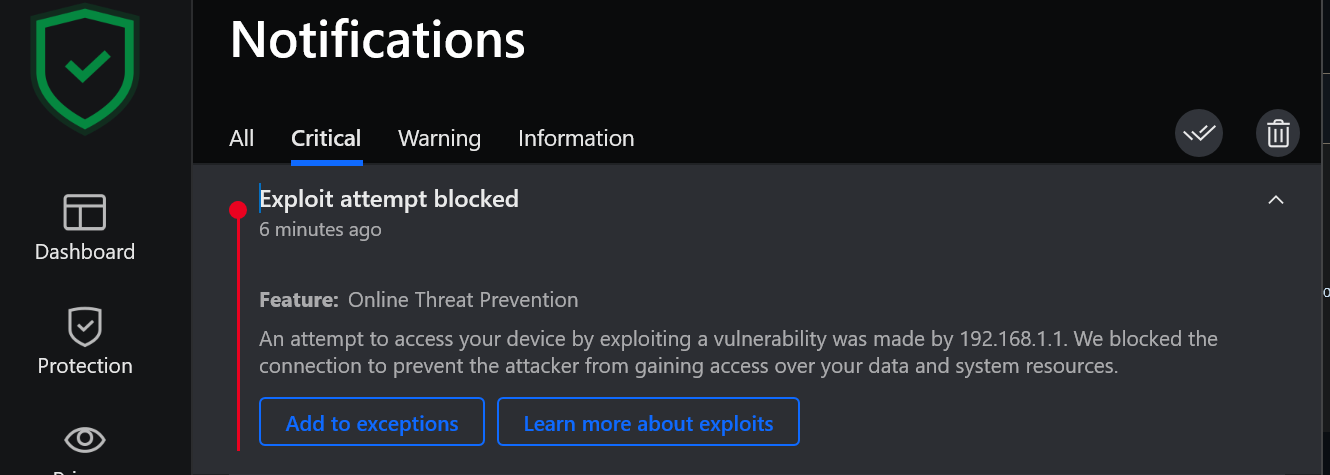 Notifications
All Critical Warning Information
Exploit attempt blocked
6 minutes ago
Feature: Online Threat Prevention
An attempt to access your device by exploiting a vulnerability was made by 192.168.1.1. We blocked the
connection to prevent the attacker from gaining access over your data and system resources.
Add to exceptions Learn more about exploits
Dashboard
Protection